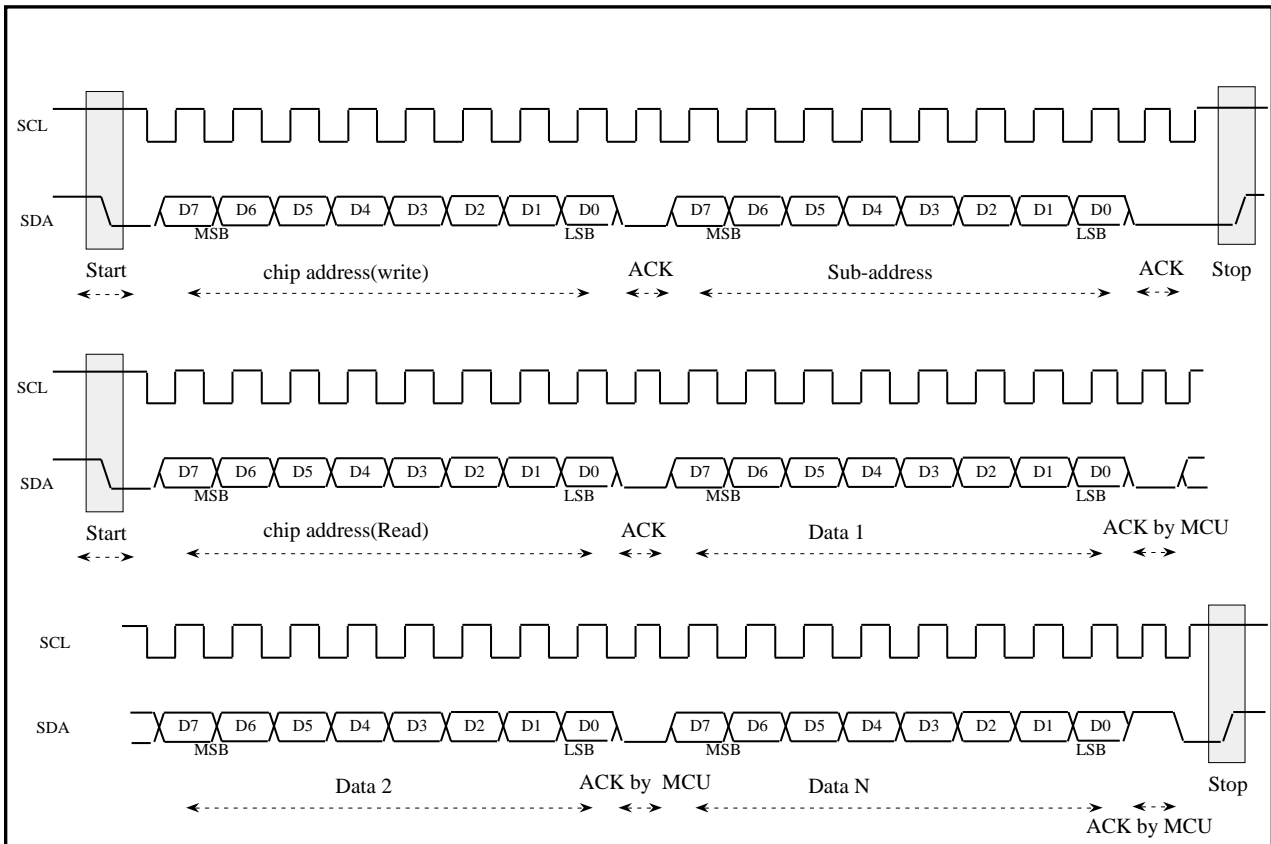 SCL
SDA
D7 D6 D5 D4 D3 D2 D1 D0 D7 D6 D5 D4 D3 D2 D1 D0
MSB LSB MSB LSB
Start chip address(write) ACK Sub-address ACK Stop
SCL
SDA
D7 D6 D5 D4 D3 D2 D1 D0 D7 D6 D5 D4 D3 D2 D1 D0
MSB LSB MSB LSB
Start chip address(Read) ACK Data 1 ACK by MCU
SCL
SDA
D7 D6 D5 D4 D3 D2 D1 D0 D7 D6 D5 D4 D3 D2 D1 D0
MSB LSB MSB LSB
Data 2 ACK by MCU Data N Stop
ACK by MCU